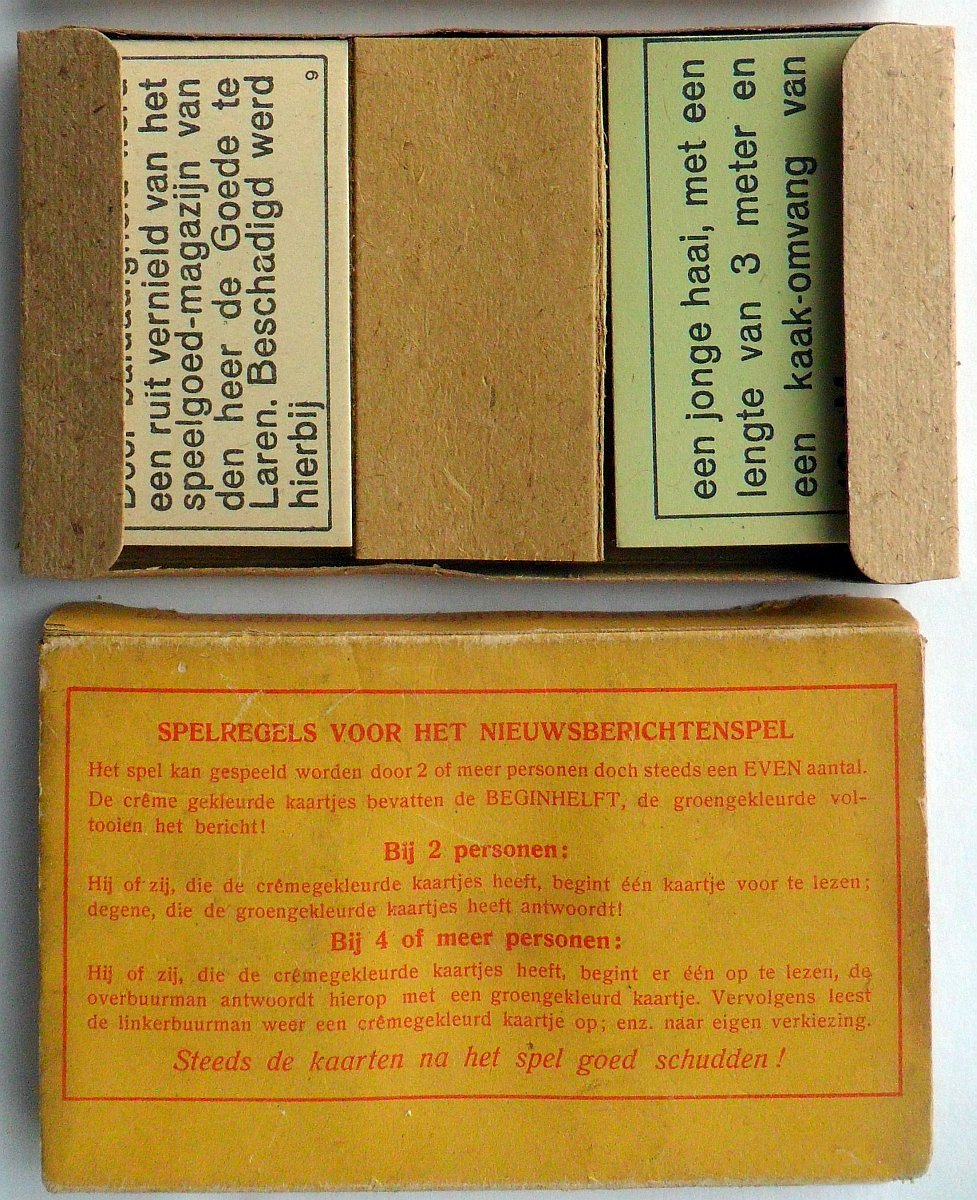 een ruit vernield van het
speelgoed-magazijn van
den heer de Goede te
Laren. Beschadigd werd
hierbij
9
een jonge haai, met een
lengte van 3 meter en
een kaak-omvang van
SPELREGELS VOOR HET NIEUWSBERICHTENSPEL
Het spel kan gespeeld worden door 2 of meer personen doch steeds een EVEN aantal.
De crême gekleurde kaartjes bevatten de BEGINHELFT, de groengekleurde vol-
tooien het bericht!
Bij 2 personen:
Hij of zij, die de crêmegekleurde kaartjes heeft, begint één kaartje voor te lezen;
degene, die de groengekleurde kaartjes heeft antwoordt!
Bij 4 of meer personen:
Hij of zij, die de crêmegekleurde kaartjes heeft, begint er één op te lezen, de
overbuurman antwoordt hierop met een groengekleurd kaartje. Vervolgens leest
de linkerbuurman weer een crêmegekleurd kaartje op; enz. naar eigen verkiezing.
Steeds de kaarten na het spel goed schudden!